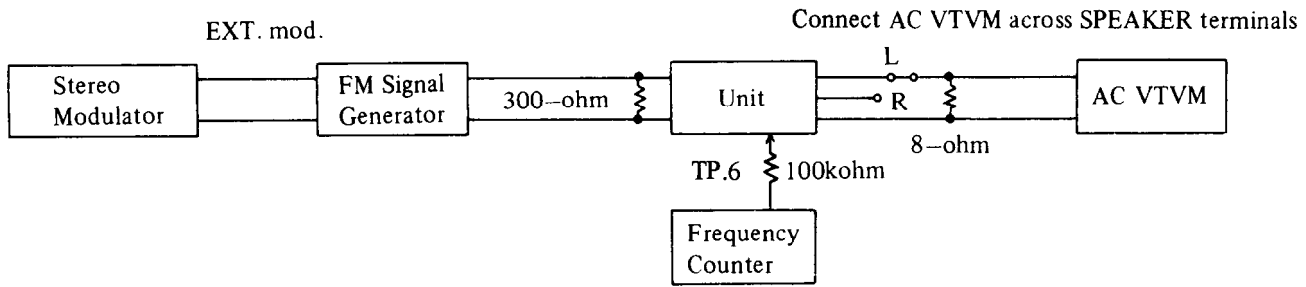 Connect AC VTVM across SPEAKER terminals
EXT. mod.
Stereo
Modulator
FM Signal
Generator
300-ohm
Unit
L
R
8-ohm
AC VTVM
TP.6
100kohm
Frequency
Counter